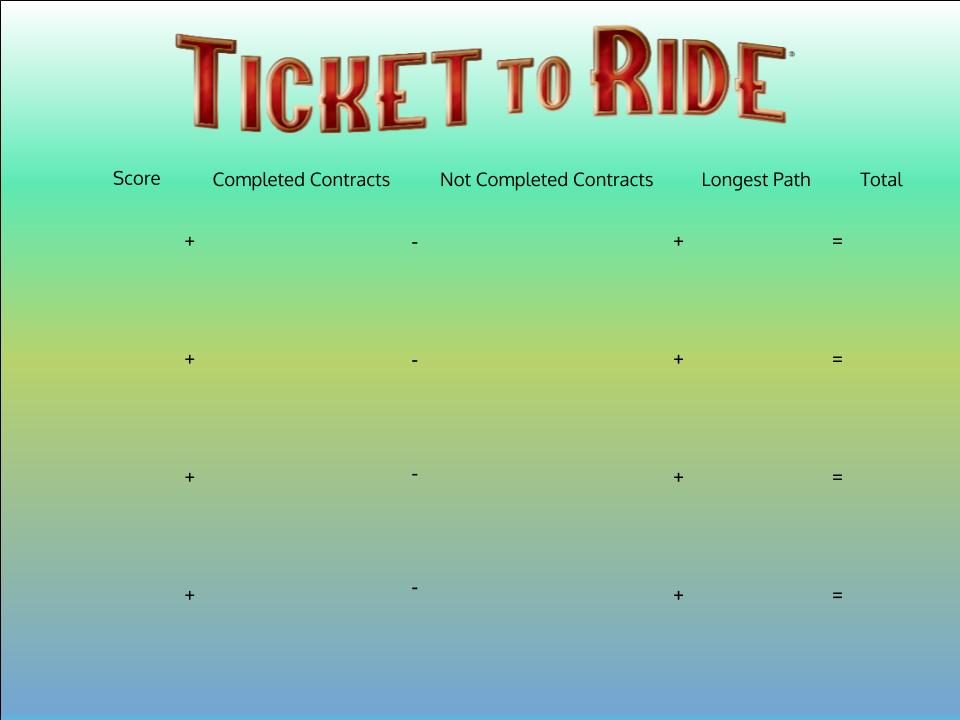 TICKET TO RIDE
Score Completed Contracts Not Completed Contracts Longest Path Total
+ - + =
+ - + =
+ - + =
+ - + =